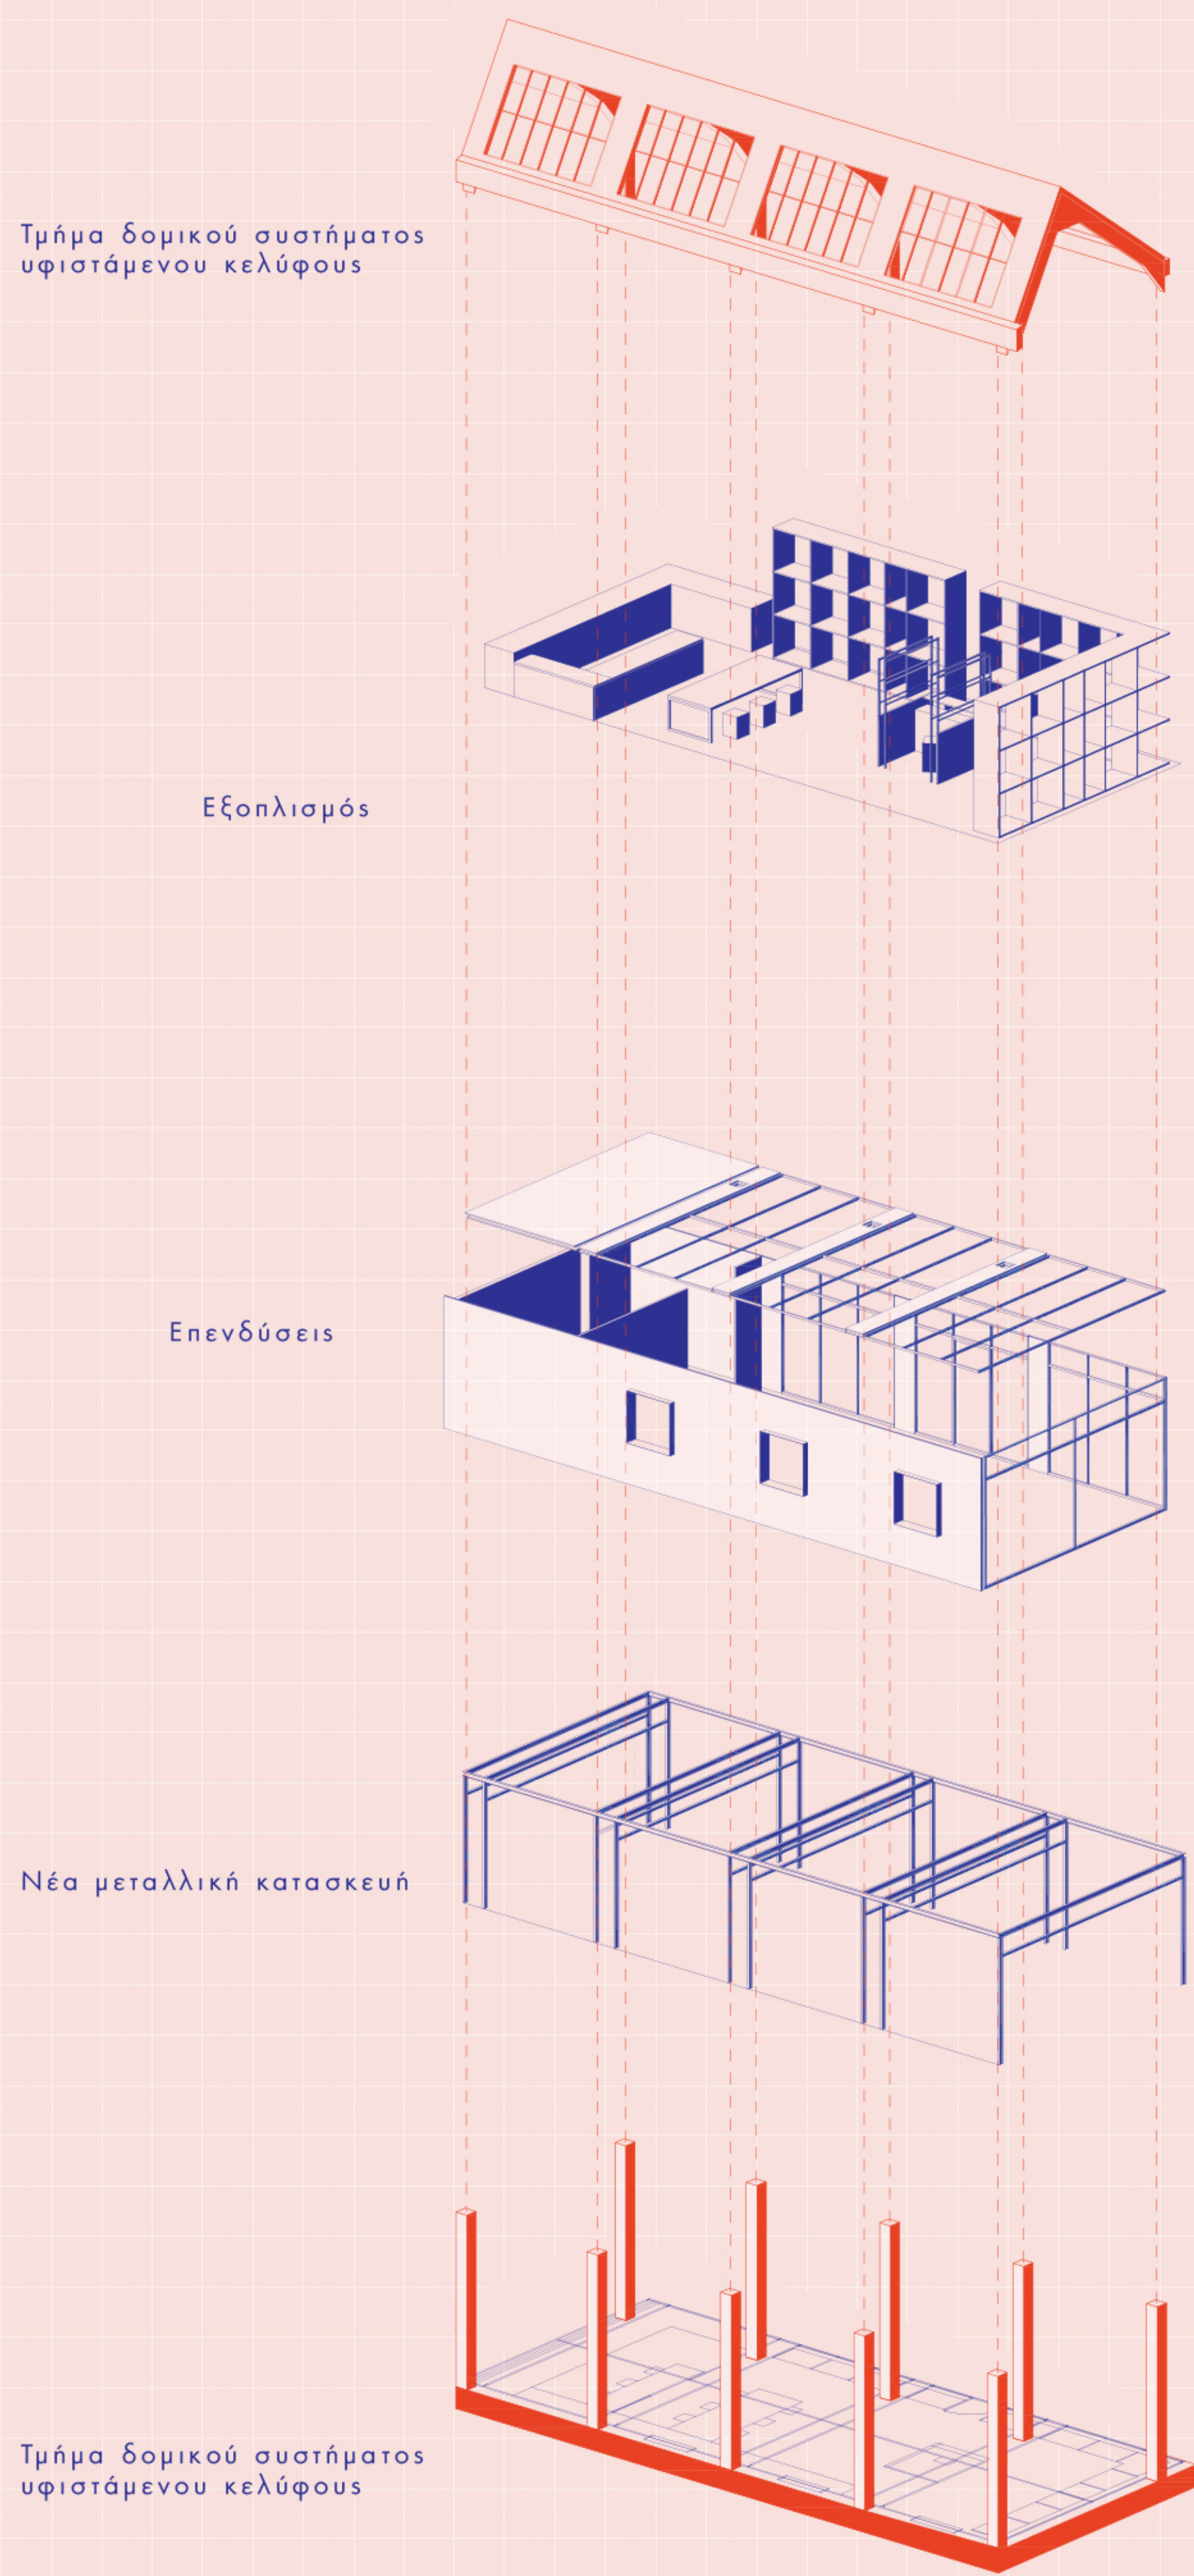 Τμήμα δομικού συστήματος
υφιστάμενου κελύφους
Εξοπλισμός
Επενδύσεις
Νέα μεταλλική κατασκευή
Τμήμα δομικού συστήματος
υφιστάμενου κελύφους